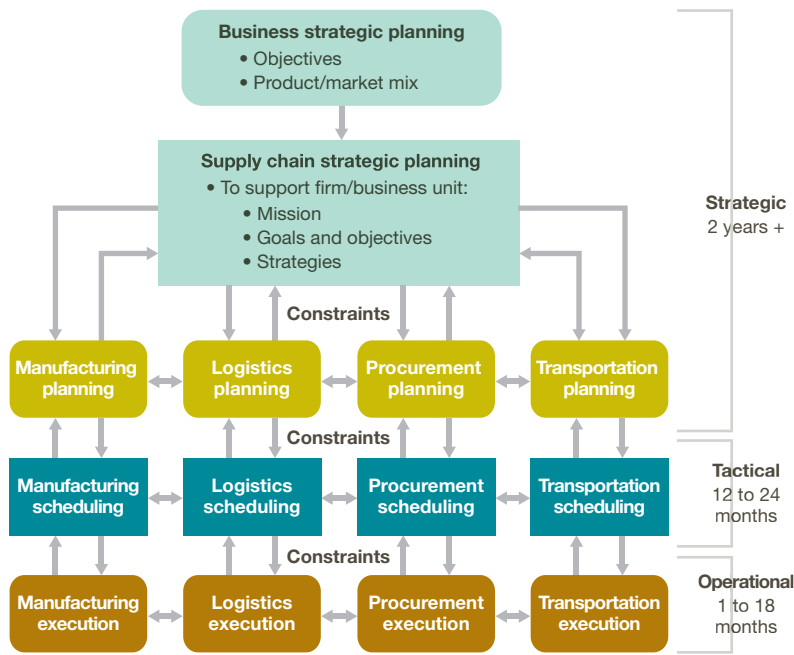 Business strategic planning
• Objectives
• Product/market mix
Supply chain strategic planning
• To support firm/business unit:
• Mission
• Goals and objectives
• Strategies
Strategic
2 years +
Constraints
Manufacturing
planning
Logistics
planning
Procurement
planning
Transportation
planning
Constraints
Manufacturing
scheduling
Logistics
scheduling
Procurement
scheduling
Transportation
scheduling
Tactical
12 to 24
months
Constraints
Manufacturing
execution
Logistics
execution
Procurement
execution
Transportation
execution
Operational
1 to 18
months